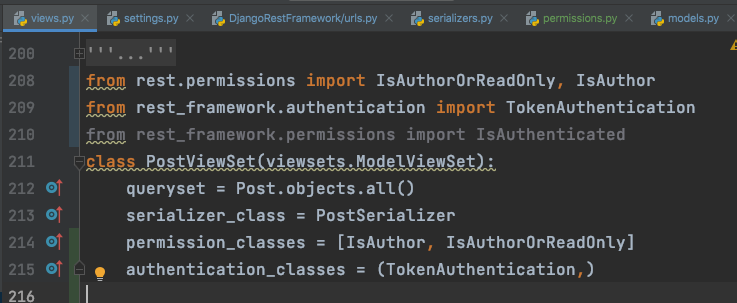 views.py × settings.py × DjangoRestFramework/urls.py × serializers.py × permissions.py × models.py ×
200 '''...'''
208 from rest.permissions import IsAuthorOrReadOnly, IsAuthor
209 from rest_framework.authentication import TokenAuthentication
210 from rest_framework.permissions import IsAuthenticated
211 class PostViewSet(viewsets.ModelViewSet):
212 queryset = Post.objects.all()
213 serializer_class = PostSerializer
214 permission_classes = [IsAuthor, IsAuthorOrReadOnly]
215 authentication_classes = (TokenAuthentication,)
216